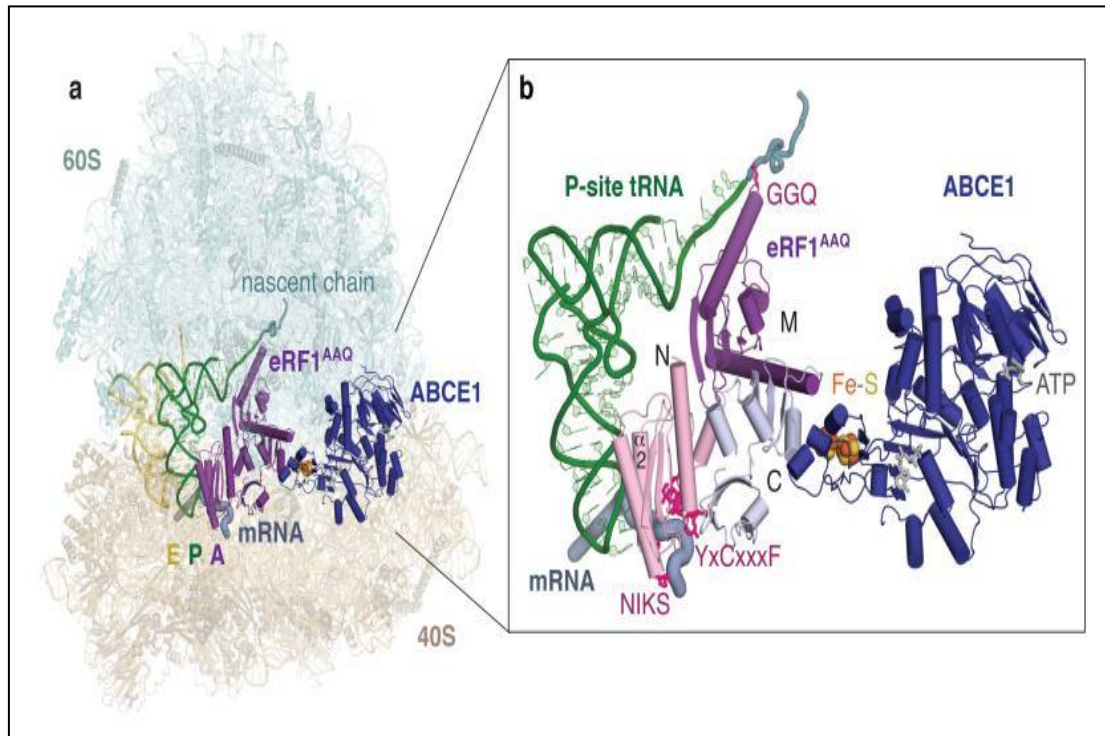 a
60S
nascent chain
eRF1AAQ
ABCE1
mRNA
E P A
40S
b
P-site tRNA
GGQ
ABCE1
eRF1AAQ
M
N
Fe-S
ATP
α
2
C
mRNA
YxCxxxF
NIKS